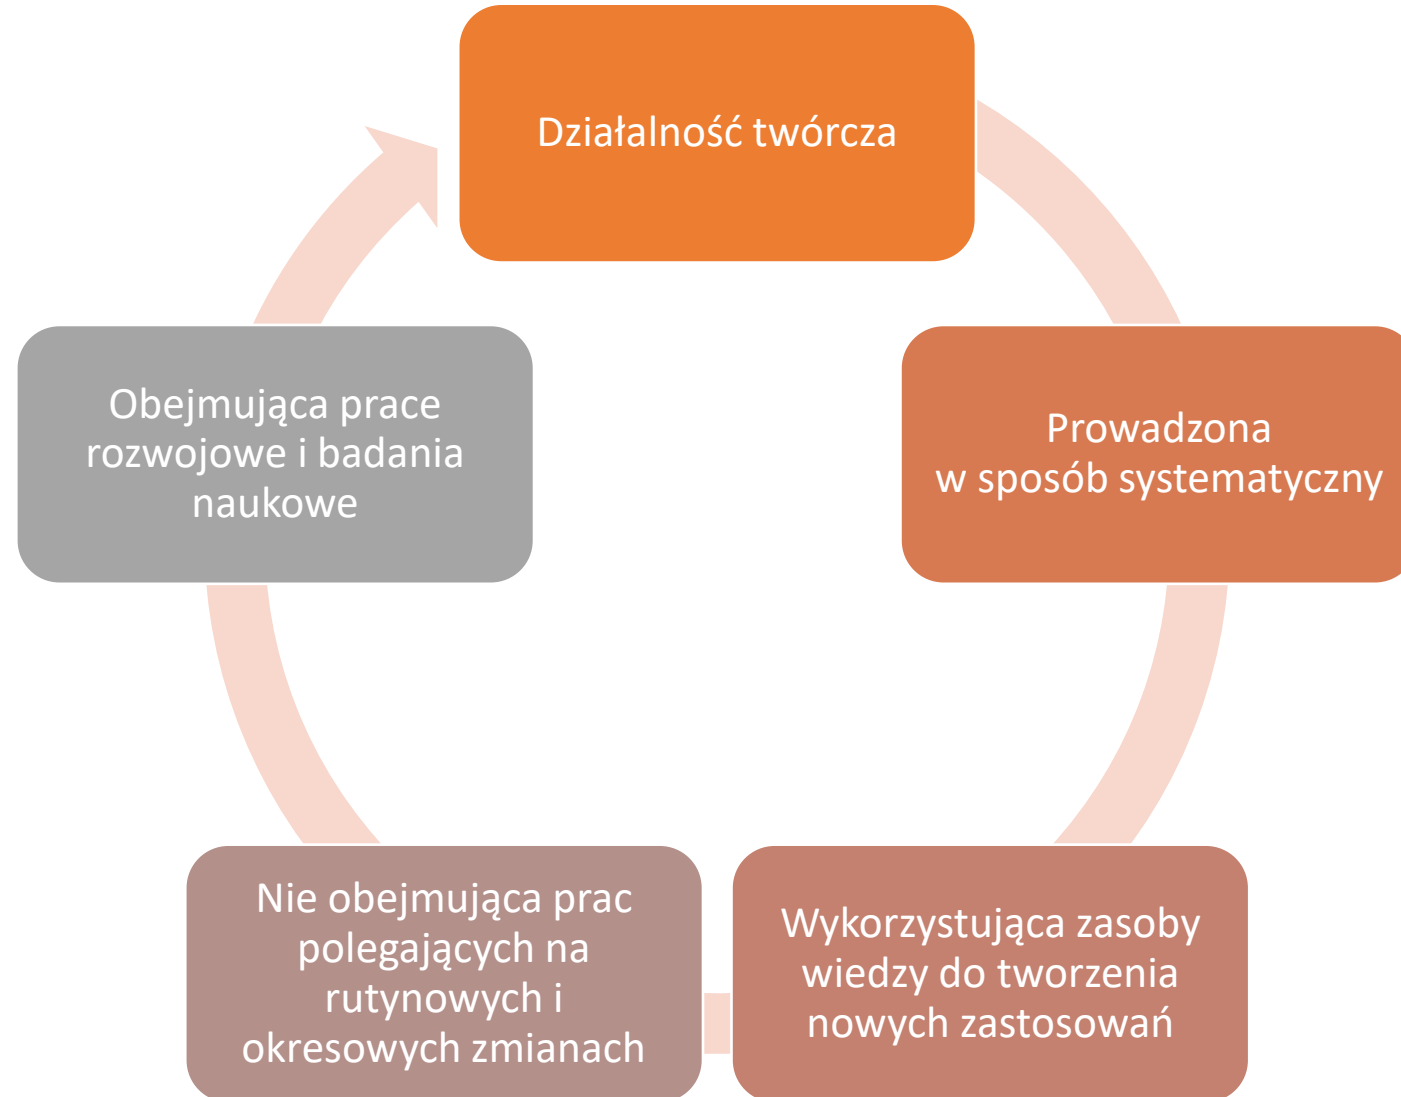 Działalność twórcza
Prowadzona
w sposób systematyczny
Wykorzystująca zasoby
wiedzy do tworzenia
nowych zastosowań
Nie obejmująca prac
polegających na
rutynowych i
okresowych zmianach
Obejmująca prace
rozwojowe i badania
naukowe